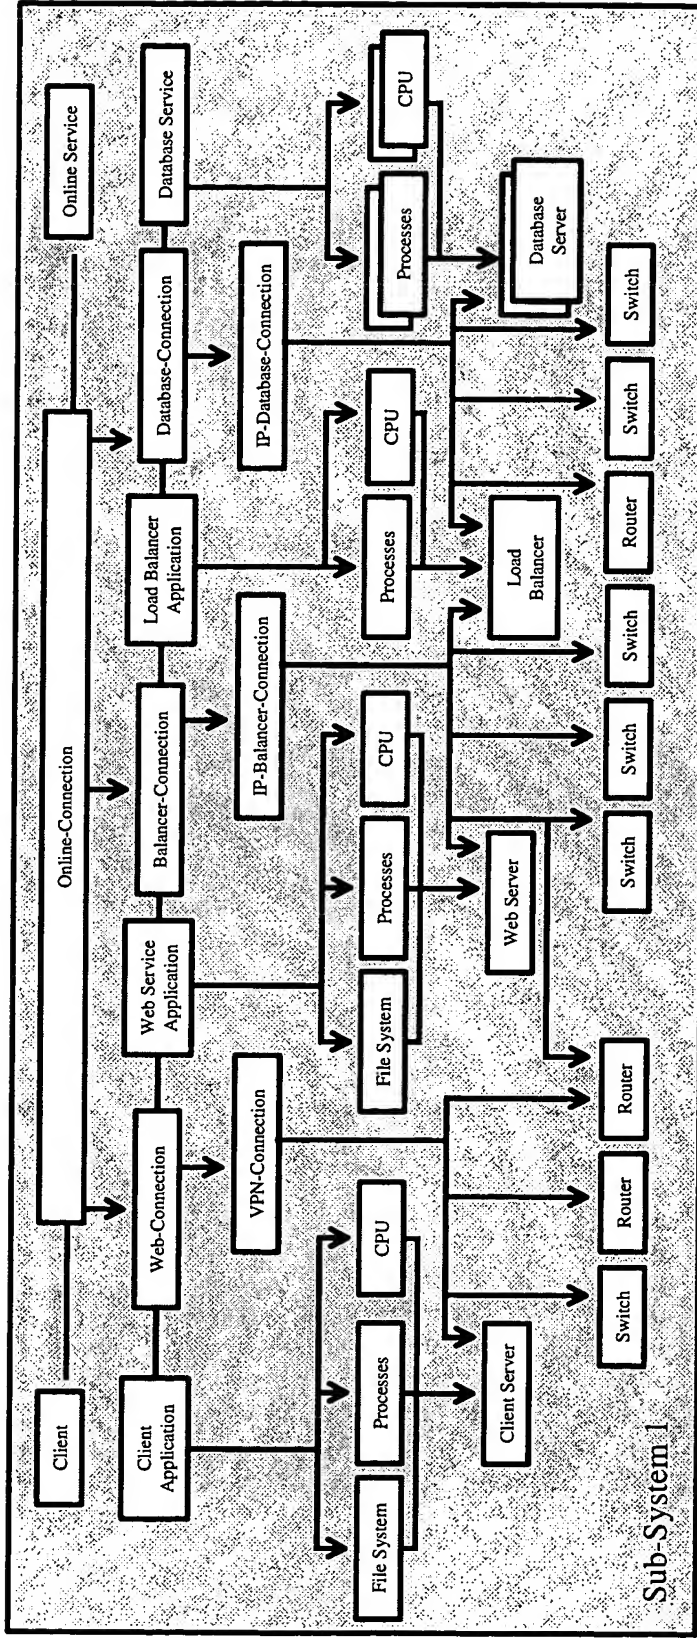 Client
Online-Connection
Online Service
Client
Application
Web-Connection
Web Service
Application
Balancer-Connection
Load Balancer
Application
Database-Connection
Database Service
VPN-Connection
IP-Balancer-Connection
IP-Database-Connection
File System
Processes
CPU
File System
Processes
CPU
Processes
CPU
Processes
CPU
Client Server
Web Server
Load
Balancer
Database
Server
Switch
Router
Router
Switch
Switch
Switch
Router
Switch
Switch
Sub-System 1